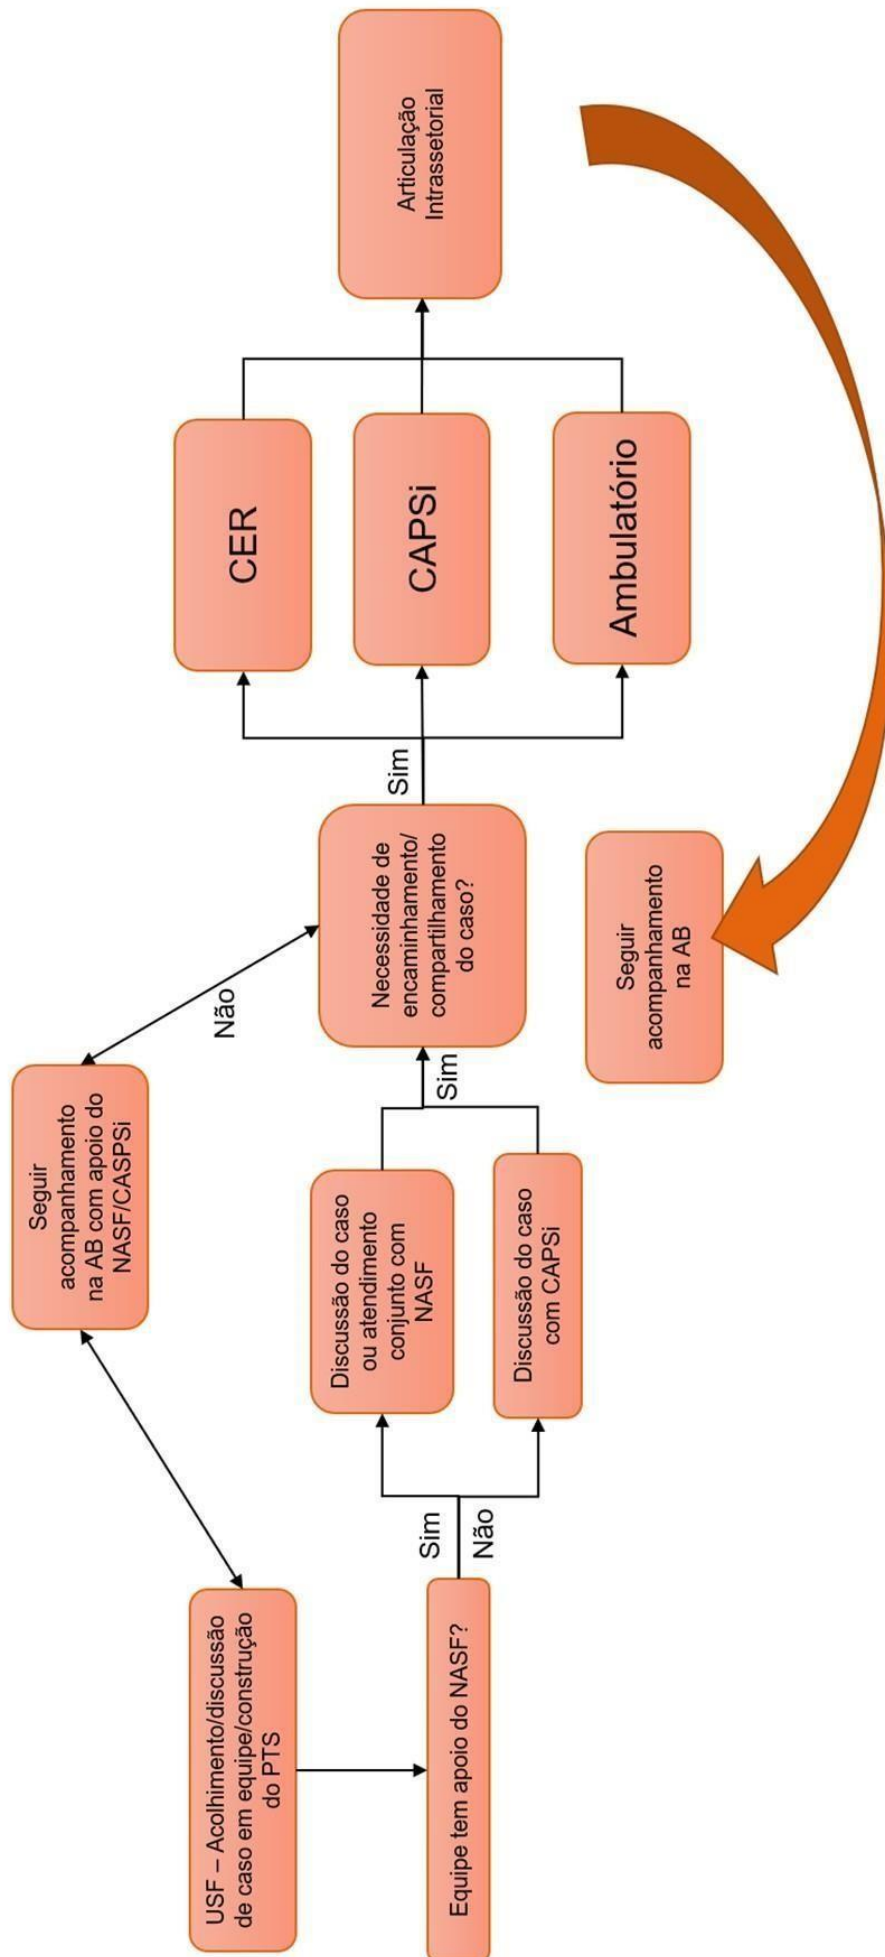 USF – Acolhimento/discussão
de caso em equipe/construção
do PTS
Equipe tem apoio do NASF?
Sim
Não
Discussão do caso
ou atendimento
conjunto com
NASF
Discussão do caso
com CAPSi
Seguir
acompanhamento
na AB com apoio do
NASF/CASPSi
Não
Sim
Necessidade de
encaminhamento/
compartilhamento
do caso?
Sim
CER
CAPSi
Ambulatório
Articulação
Intrassetorial
Seguir
acompanhamento
na AB